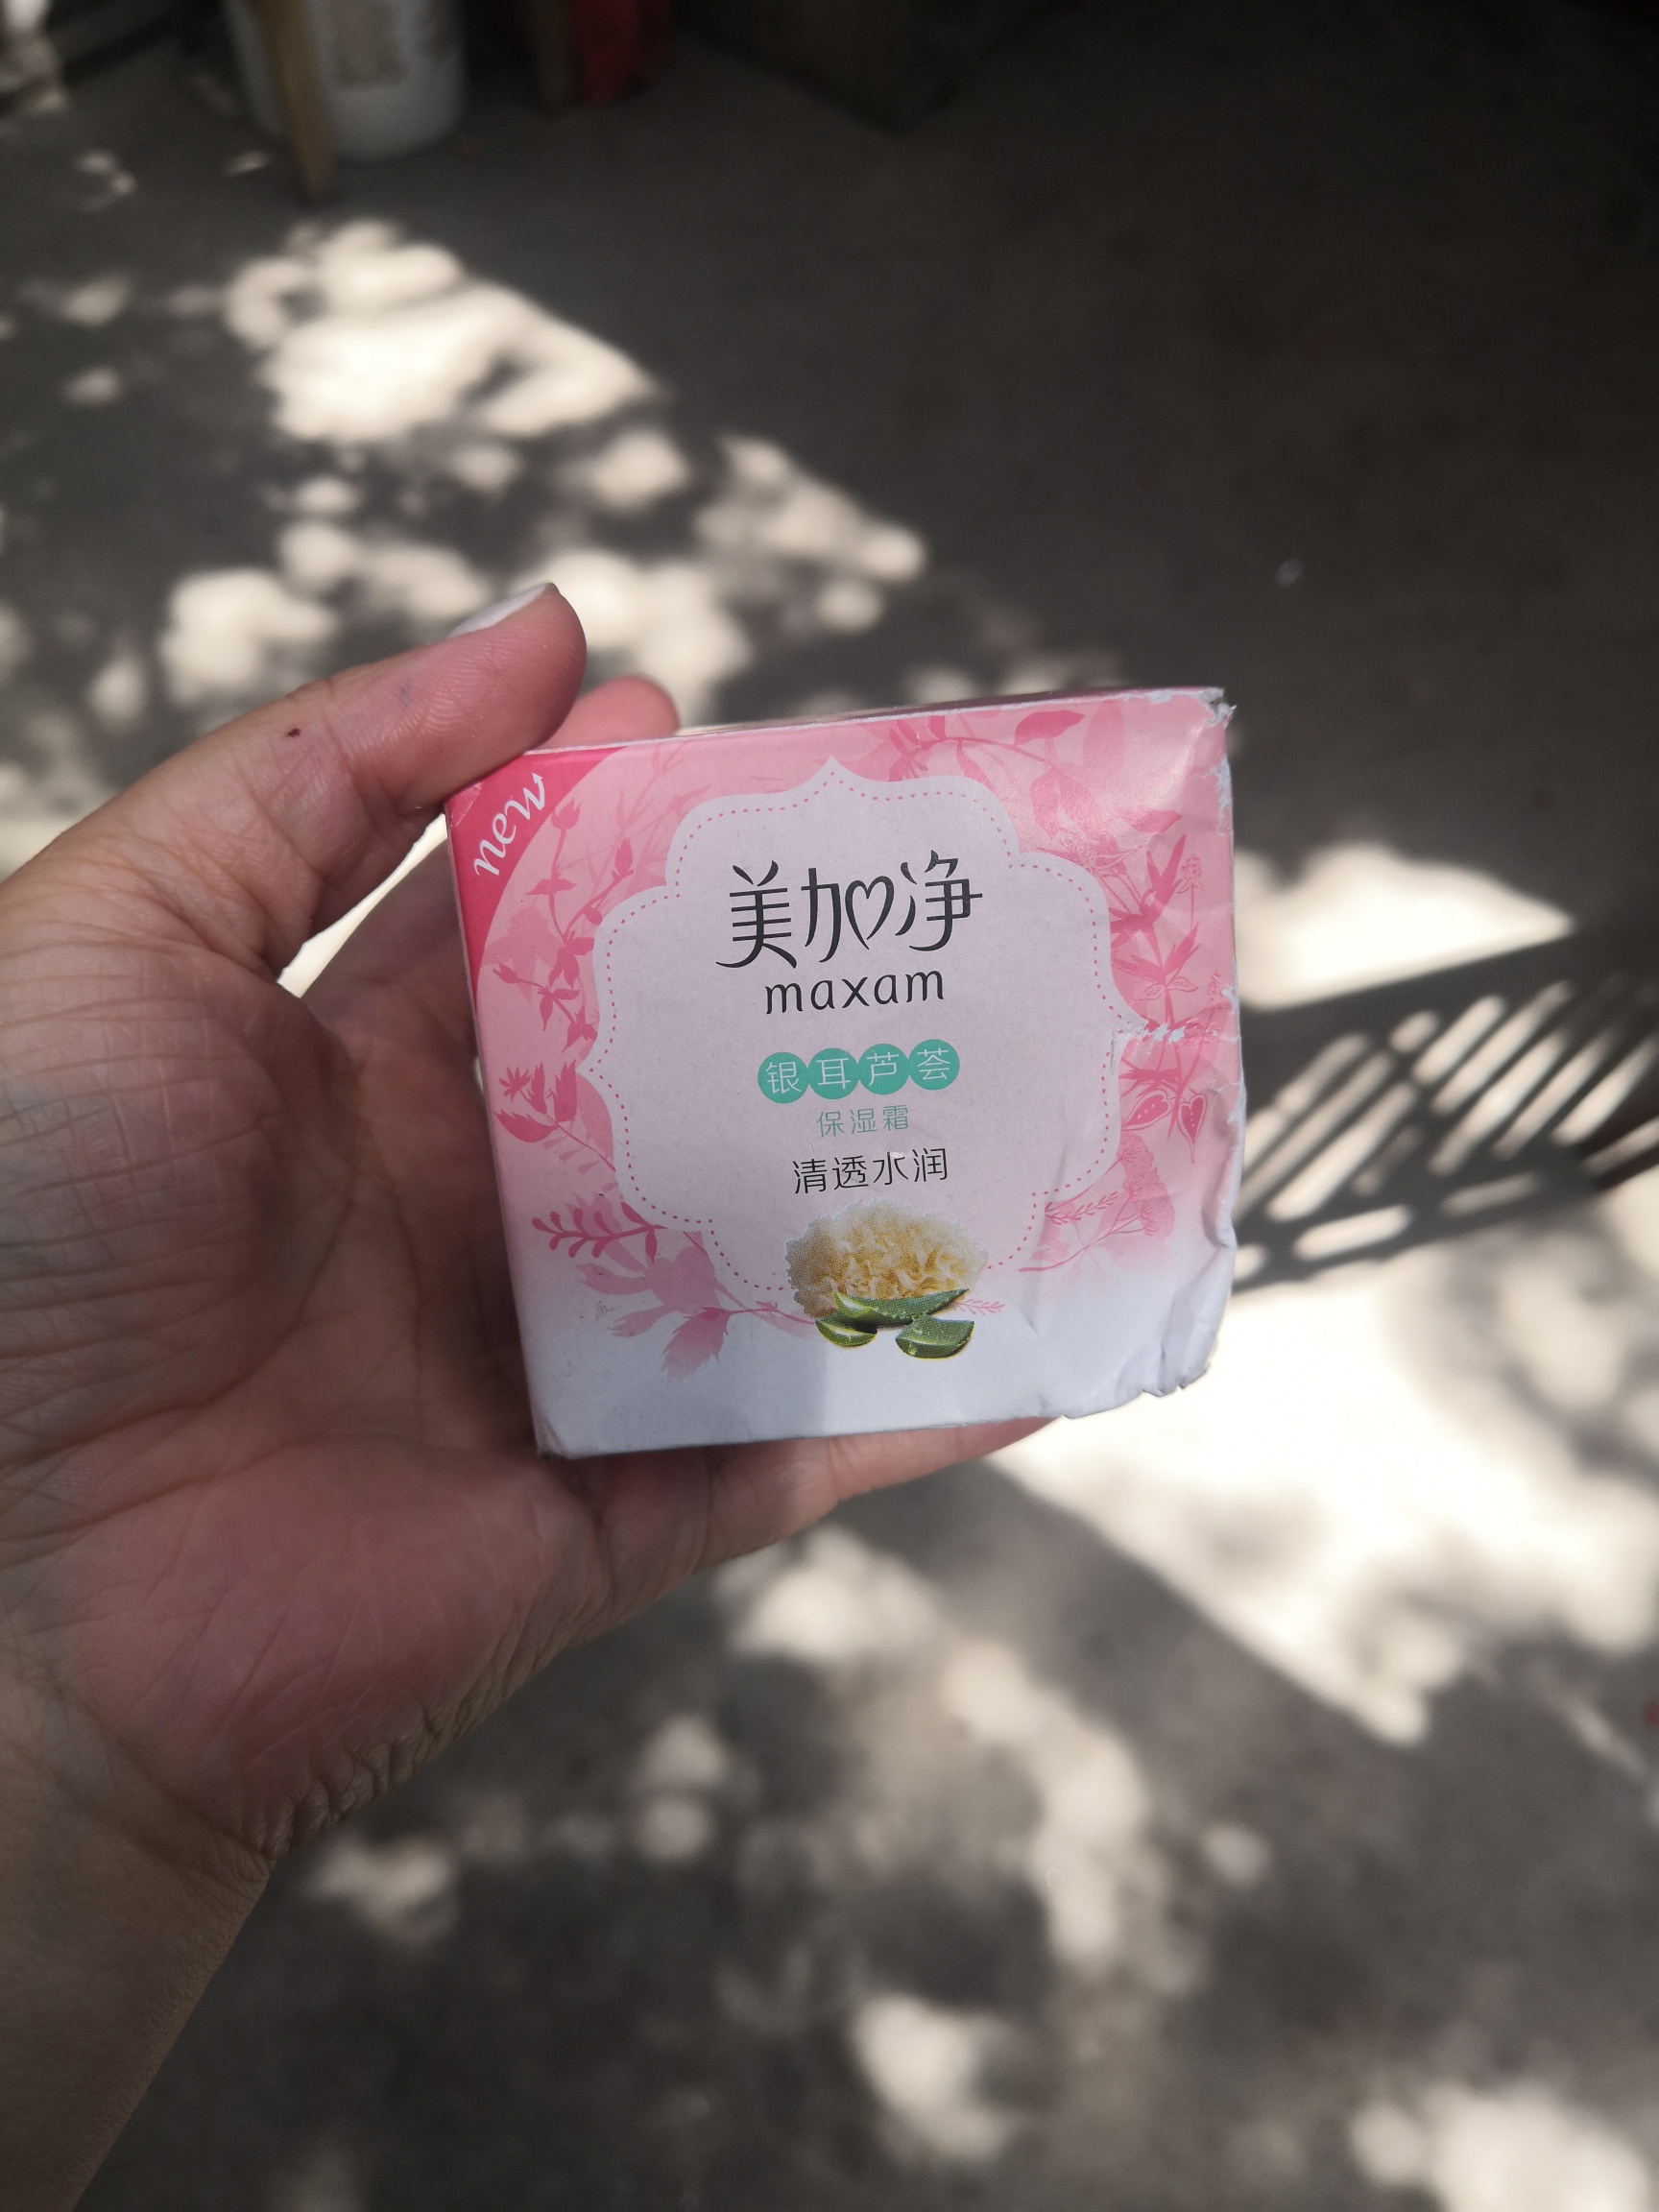 new
美加净
maxam
银耳芦荟
保湿霜
清透水润